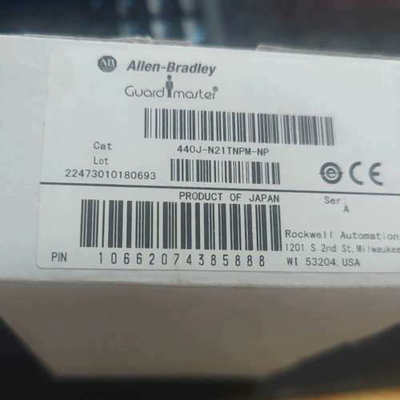 AB Allen-Bradley
Guardmaster
Cat 440J-N21TNPM-NP
Lot
22473010180693
PRODUCT OF JAPAN
Ser. A
Rockwell Automation
1201 S. 2nd St. Milwaukee
WI 53204, USA
PIN 10662074385888